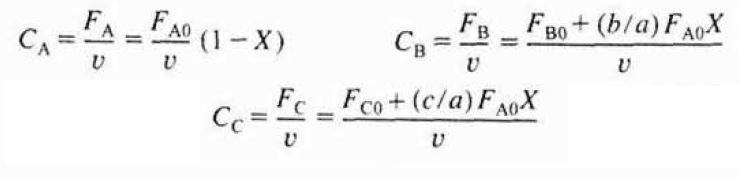 C_A = F_A/υ = F_A0/υ (1 − X) C_B = F_B/υ = (F_B0 + (b/a) F_A0 X)/υ
C_C = F_C/υ = (F_C0 + (c/a) F_A0 X)/υ